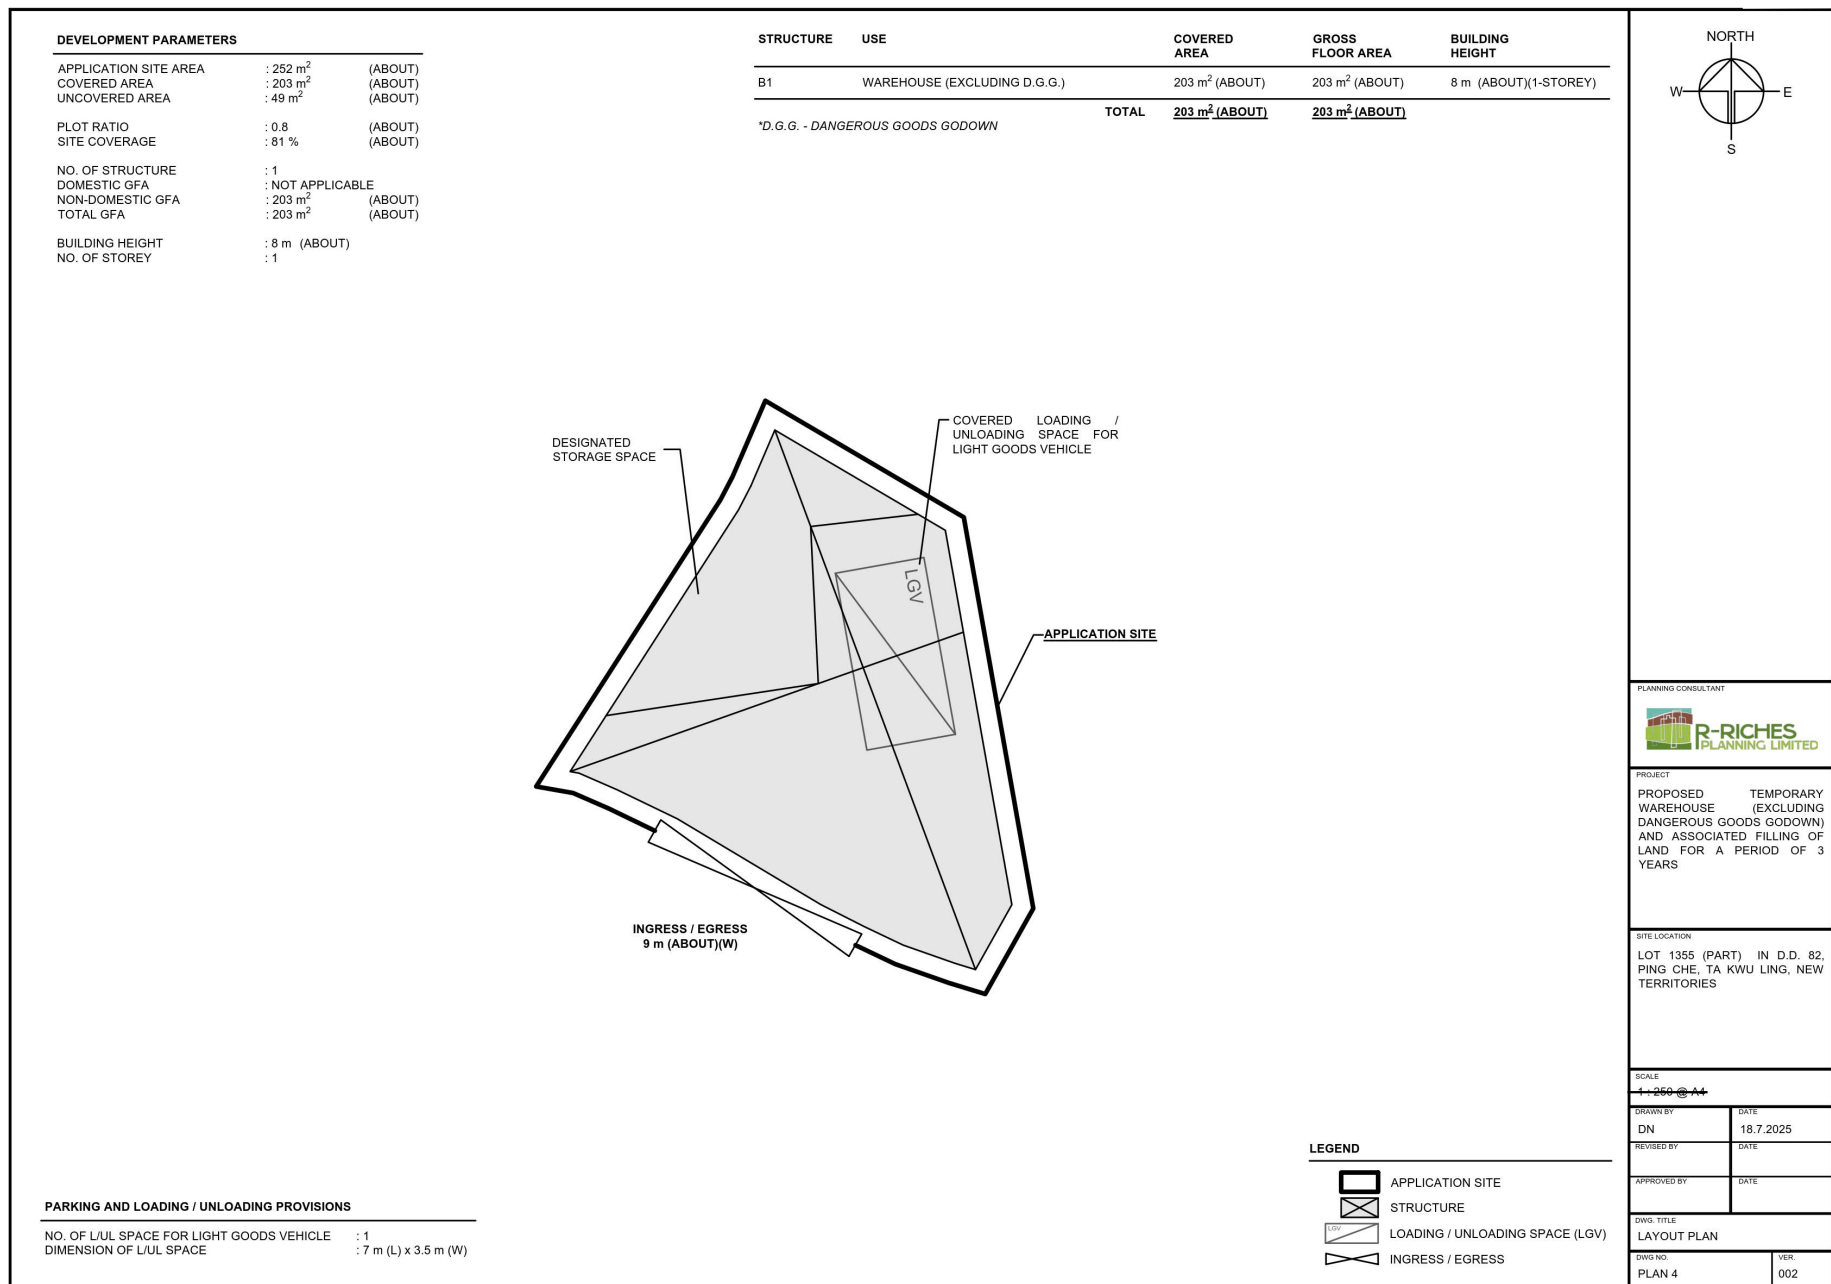 DEVELOPMENT PARAMETERS
APPLICATION SITE AREA : 252 m² (ABOUT)
COVERED AREA : 203 m² (ABOUT)
UNCOVERED AREA : 49 m² (ABOUT)
PLOT RATIO : 0.8 (ABOUT)
SITE COVERAGE : 81 % (ABOUT)
NO. OF STRUCTURE : 1
DOMESTIC GFA : NOT APPLICABLE
NON-DOMESTIC GFA : 203 m² (ABOUT)
TOTAL GFA : 203 m² (ABOUT)
BUILDING HEIGHT : 8 m (ABOUT)
NO. OF STOREY : 1
STRUCTURE USE COVERED GROSS BUILDING
AREA FLOOR AREA HEIGHT
B1 WAREHOUSE (EXCLUDING D.G.G.) 203 m² (ABOUT) 203 m² (ABOUT) 8 m (ABOUT)(1-STOREY)
TOTAL 203 m² (ABOUT) 203 m² (ABOUT)
*D.G.G. - DANGEROUS GOODS GODOWN
NORTH
W E
S
DESIGNATED
STORAGE SPACE
COVERED LOADING /
UNLOADING SPACE FOR
LIGHT GOODS VEHICLE
LGV
APPLICATION SITE
INGRESS / EGRESS
9 m (ABOUT)(W)
PARKING AND LOADING / UNLOADING PROVISIONS
NO. OF L/UL SPACE FOR LIGHT GOODS VEHICLE : 1
DIMENSION OF L/UL SPACE : 7 m (L) x 3.5 m (W)
LEGEND
APPLICATION SITE
STRUCTURE
LGV
LOADING / UNLOADING SPACE (LGV)
INGRESS / EGRESS
PLANNING CONSULTANT
R-RICHES
PLANNING LIMITED
PROJECT
PROPOSED TEMPORARY
WAREHOUSE (EXCLUDING
DANGEROUS GOODS GODOWN)
AND ASSOCIATED FILLING OF
LAND FOR A PERIOD OF 3
YEARS
SITE LOCATION
LOT 1355 (PART) IN D.D. 82,
PING CHE, TA KWU LING, NEW
TERRITORIES
SCALE
1 : 250 @ A4
DRAWN BY DATE
DN 18.7.2025
REVISED BY DATE
APPROVED BY DATE
DWG. TITLE
LAYOUT PLAN
DWG NO. VER.
PLAN 4 002